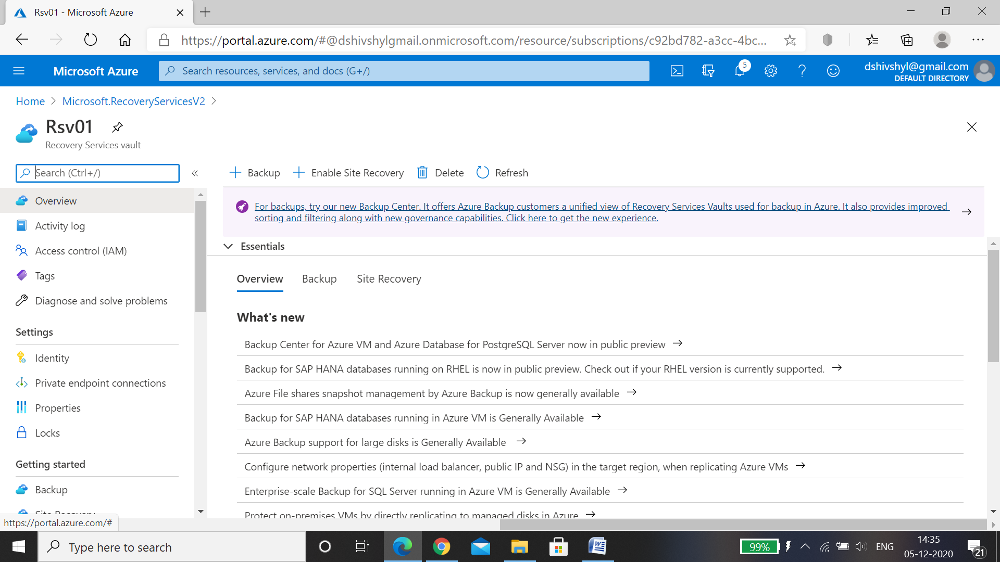 Rsv01 - Microsoft Azure
https://portal.azure.com/#@dshivshylgmail.onmicrosoft.com/resource/subscriptions/c92bd782-a3cc-4bc...
Microsoft Azure
Search resources, services, and docs (G+/)
5
dshivshyl@gmail.com
DEFAULT DIRECTORY
Home > Microsoft.RecoveryServicesV2 >
Rsv01
Recovery Services vault
Search (Ctrl+/)
«
Overview
Activity log
Access control (IAM)
Tags
Diagnose and solve problems
Settings
Identity
Private endpoint connections
Properties
Locks
Getting started
Backup
Site Recovery
https://portal.azure.com/#
+ Backup + Enable Site Recovery Delete Refresh
For backups, try our new Backup Center. It offers Azure Backup customers a unified view of Recovery Services Vaults used for backup in Azure. It also provides improved
sorting and filtering along with new governance capabilities. Click here to get the new experience.
Essentials
Overview Backup Site Recovery
What's new
Backup Center for Azure VM and Azure Database for PostgreSQL Server now in public preview →
Backup for SAP HANA databases running on RHEL is now in public preview. Check out if your RHEL version is currently supported. →
Azure File shares snapshot management by Azure Backup is now generally available →
Backup for SAP HANA databases running in Azure VM is Generally Available →
Azure Backup support for large disks is Generally Available →
Configure network properties (internal load balancer, public IP and NSG) in the target region, when replicating Azure VMs →
Enterprise-scale Backup for SQL Server running in Azure VM is Generally Available →
Protect on-premises VMs by directly replicating to managed disks in Azure →
Type here to search
99%
ENG
14:35
05-12-2020
21